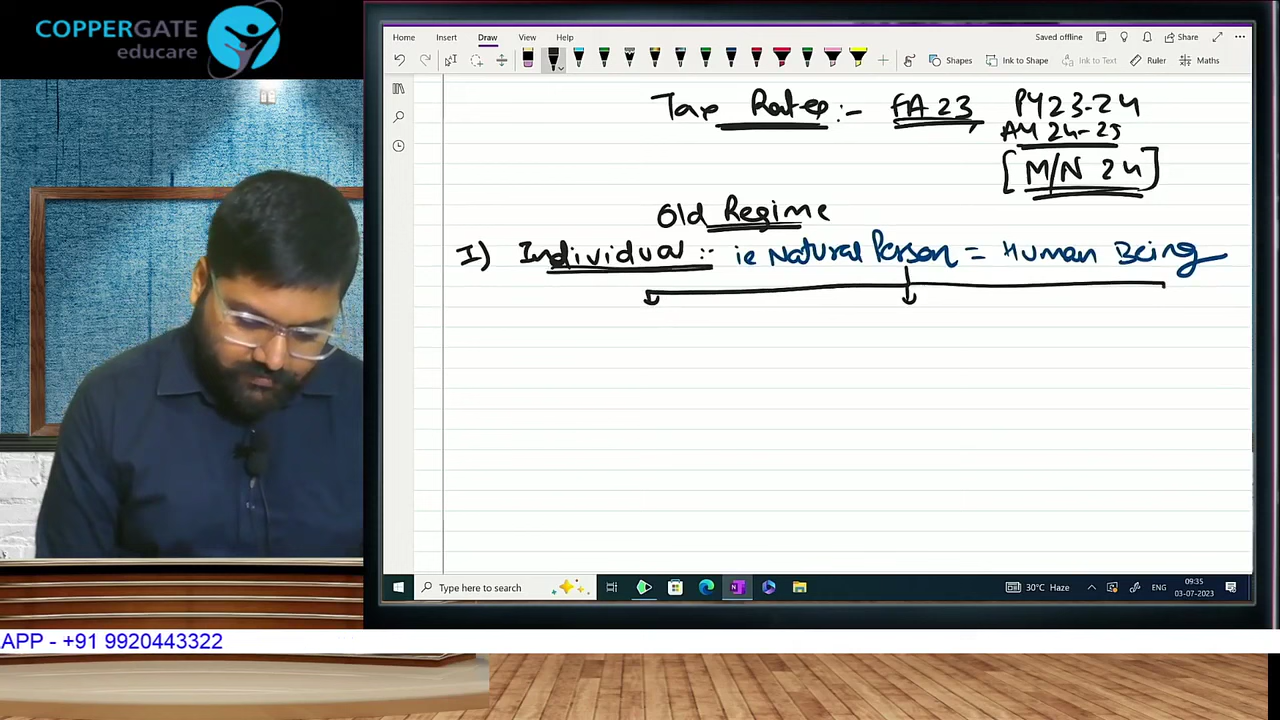 COPPERGATE
educare
Home Insert Draw View Help Saved offline Share
Shapes Ink to Shape Ink to Text Ruler Maths
Tax Rates :- FA 23 PY 23-24
AY 24-25
[M/N 24]
Old Regime
I) Individual :- ie Natural Person = Human Being
Type here to search 30°C Haze ENG 09:35
03-07-2023
APP - +91 9920443322